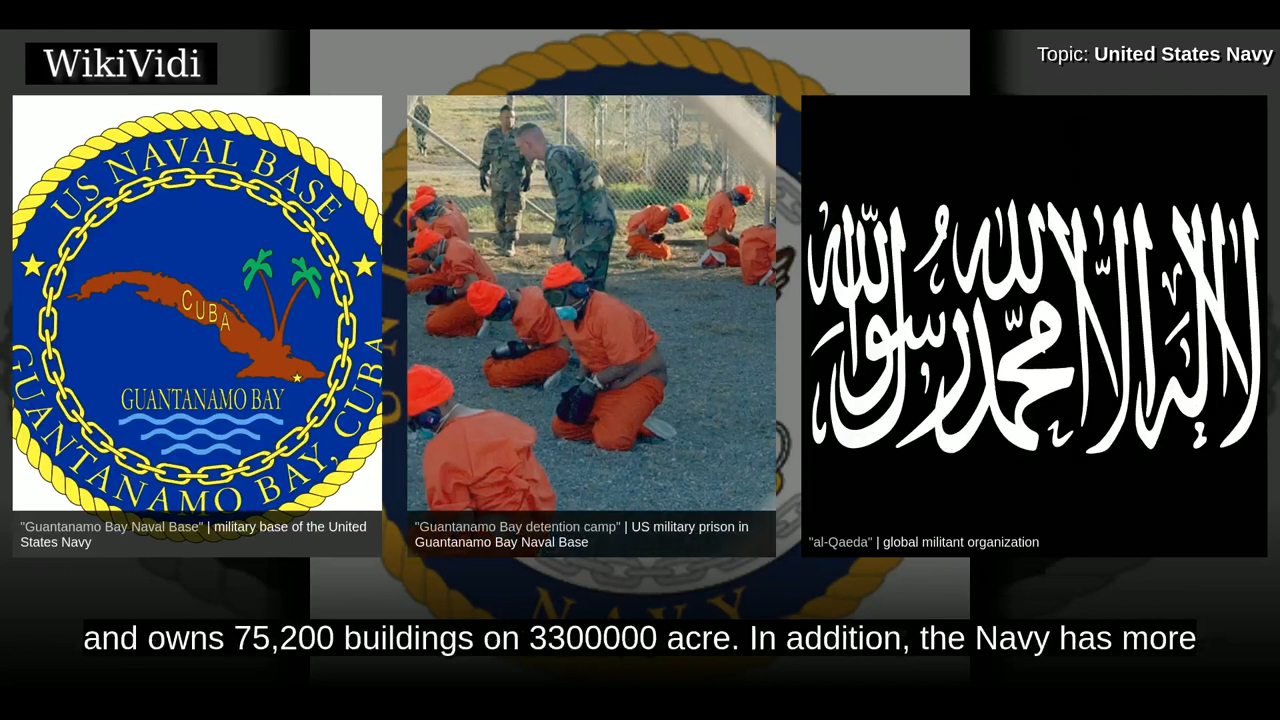 WikiVidi
Topic: United States Navy
US NAVAL BASE
CUBA
GUANTANAMO BAY
GUANTANAMO BAY, CUBA
لا إله إلا الله محمد رسول الله
"Guantanamo Bay Naval Base" | military base of the United
States Navy
"Guantanamo Bay detention camp" | US military prison in
Guantanamo Bay Naval Base
"al-Qaeda" | global militant organization
NAVY
and owns 75,200 buildings on 3300000 acre. In addition, the Navy has more